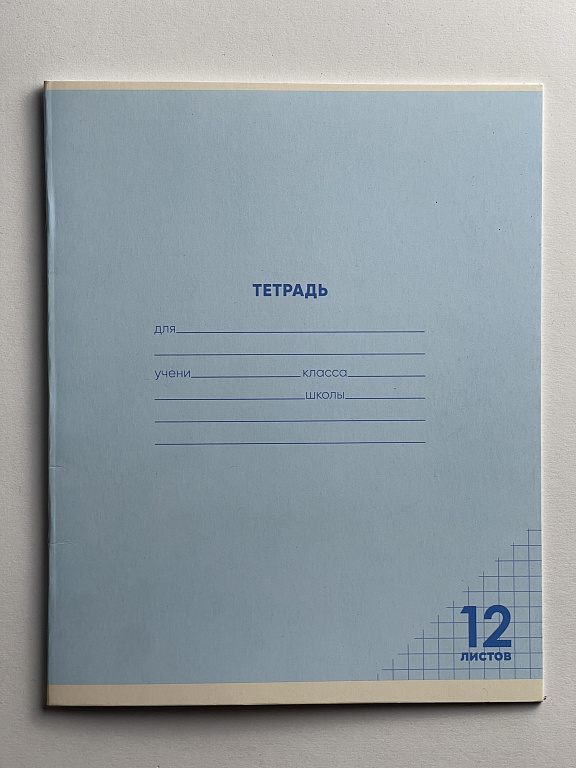 ТЕТРАДЬ
для
учени класса
школы
12
листов